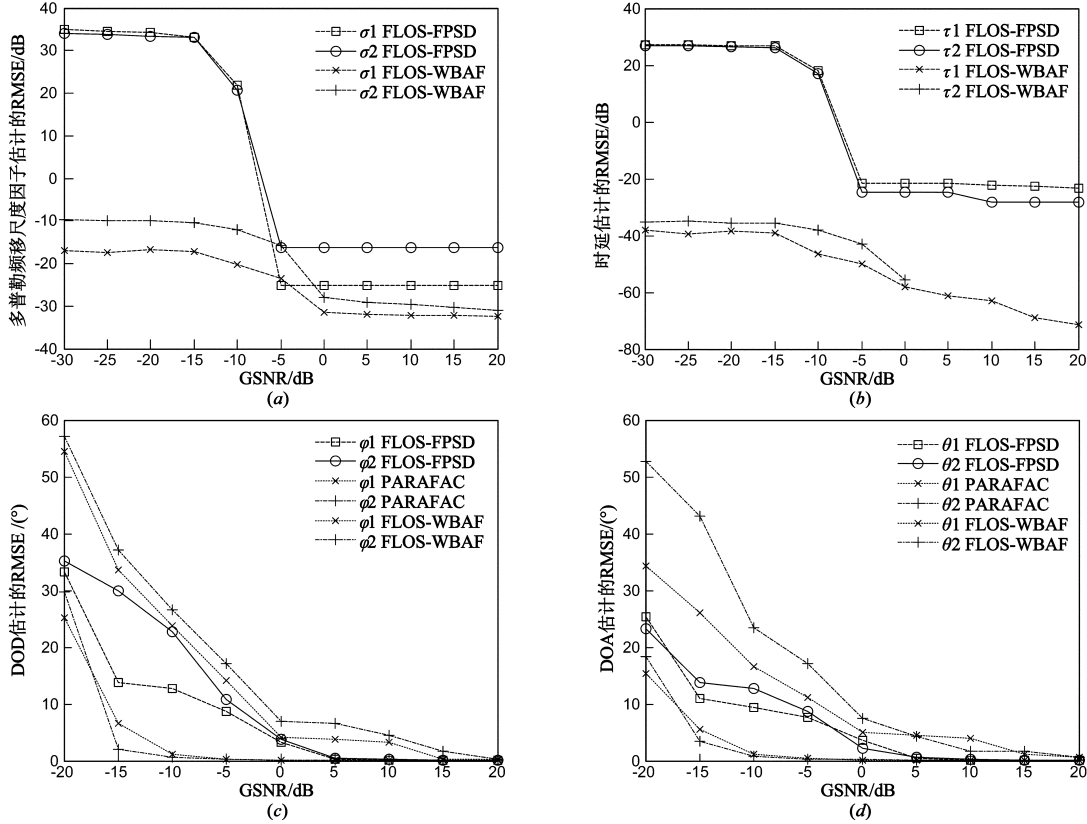 多普勒频移尺度因子估计的RMSE/dB
40
30
20
10
0
-10
-20
-30
-40
σ1 FLOS-FPSD
σ2 FLOS-FPSD
σ1 FLOS-WBAF
σ2 FLOS-WBAF
-30 -25 -20 -15 -10 -5 0 5 10 15 20
GSNR/dB
(a)
时延估计的RMSE/dB
40
20
0
-20
-40
-60
-80
τ1 FLOS-FPSD
τ2 FLOS-FPSD
τ1 FLOS-WBAF
τ2 FLOS-WBAF
-30 -25 -20 -15 -10 -5 0 5 10 15 20
GSNR/dB
(b)
DOD估计的RMSE /(°)
60
50
40
30
20
10
0
φ1 FLOS-FPSD
φ2 FLOS-FPSD
φ1 PARAFAC
φ2 PARAFAC
φ1 FLOS-WBAF
φ2 FLOS-WBAF
-20 -15 -10 -5 0 5 10 15 20
GSNR/dB
(c)
DOA估计的RMSE/(°)
60
50
40
30
20
10
0
θ1 FLOS-FPSD
θ2 FLOS-FPSD
θ1 PARAFAC
θ2 PARAFAC
θ1 FLOS-WBAF
θ2 FLOS-WBAF
-20 -15 -10 -5 0 5 10 15 20
GSNR/dB
(d)